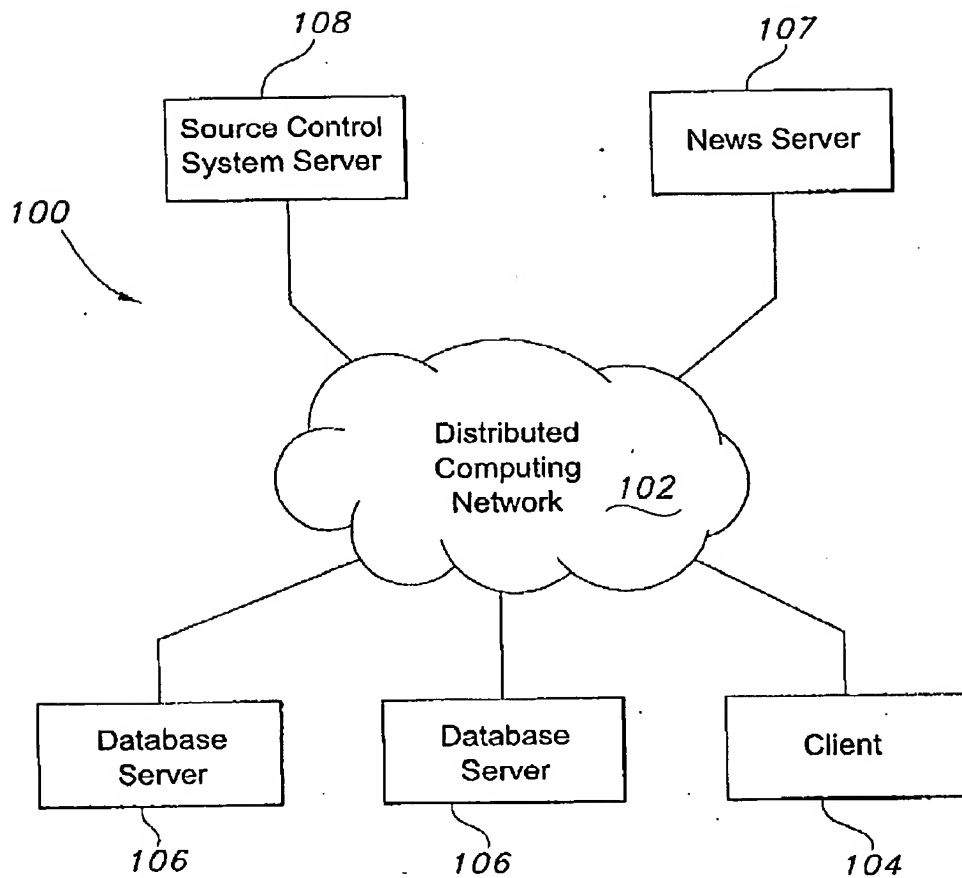 108
107
Source Control
System Server
News Server
100
Distributed
Computing
Network
102
Database
Server
Database
Server
Client
106
106
104